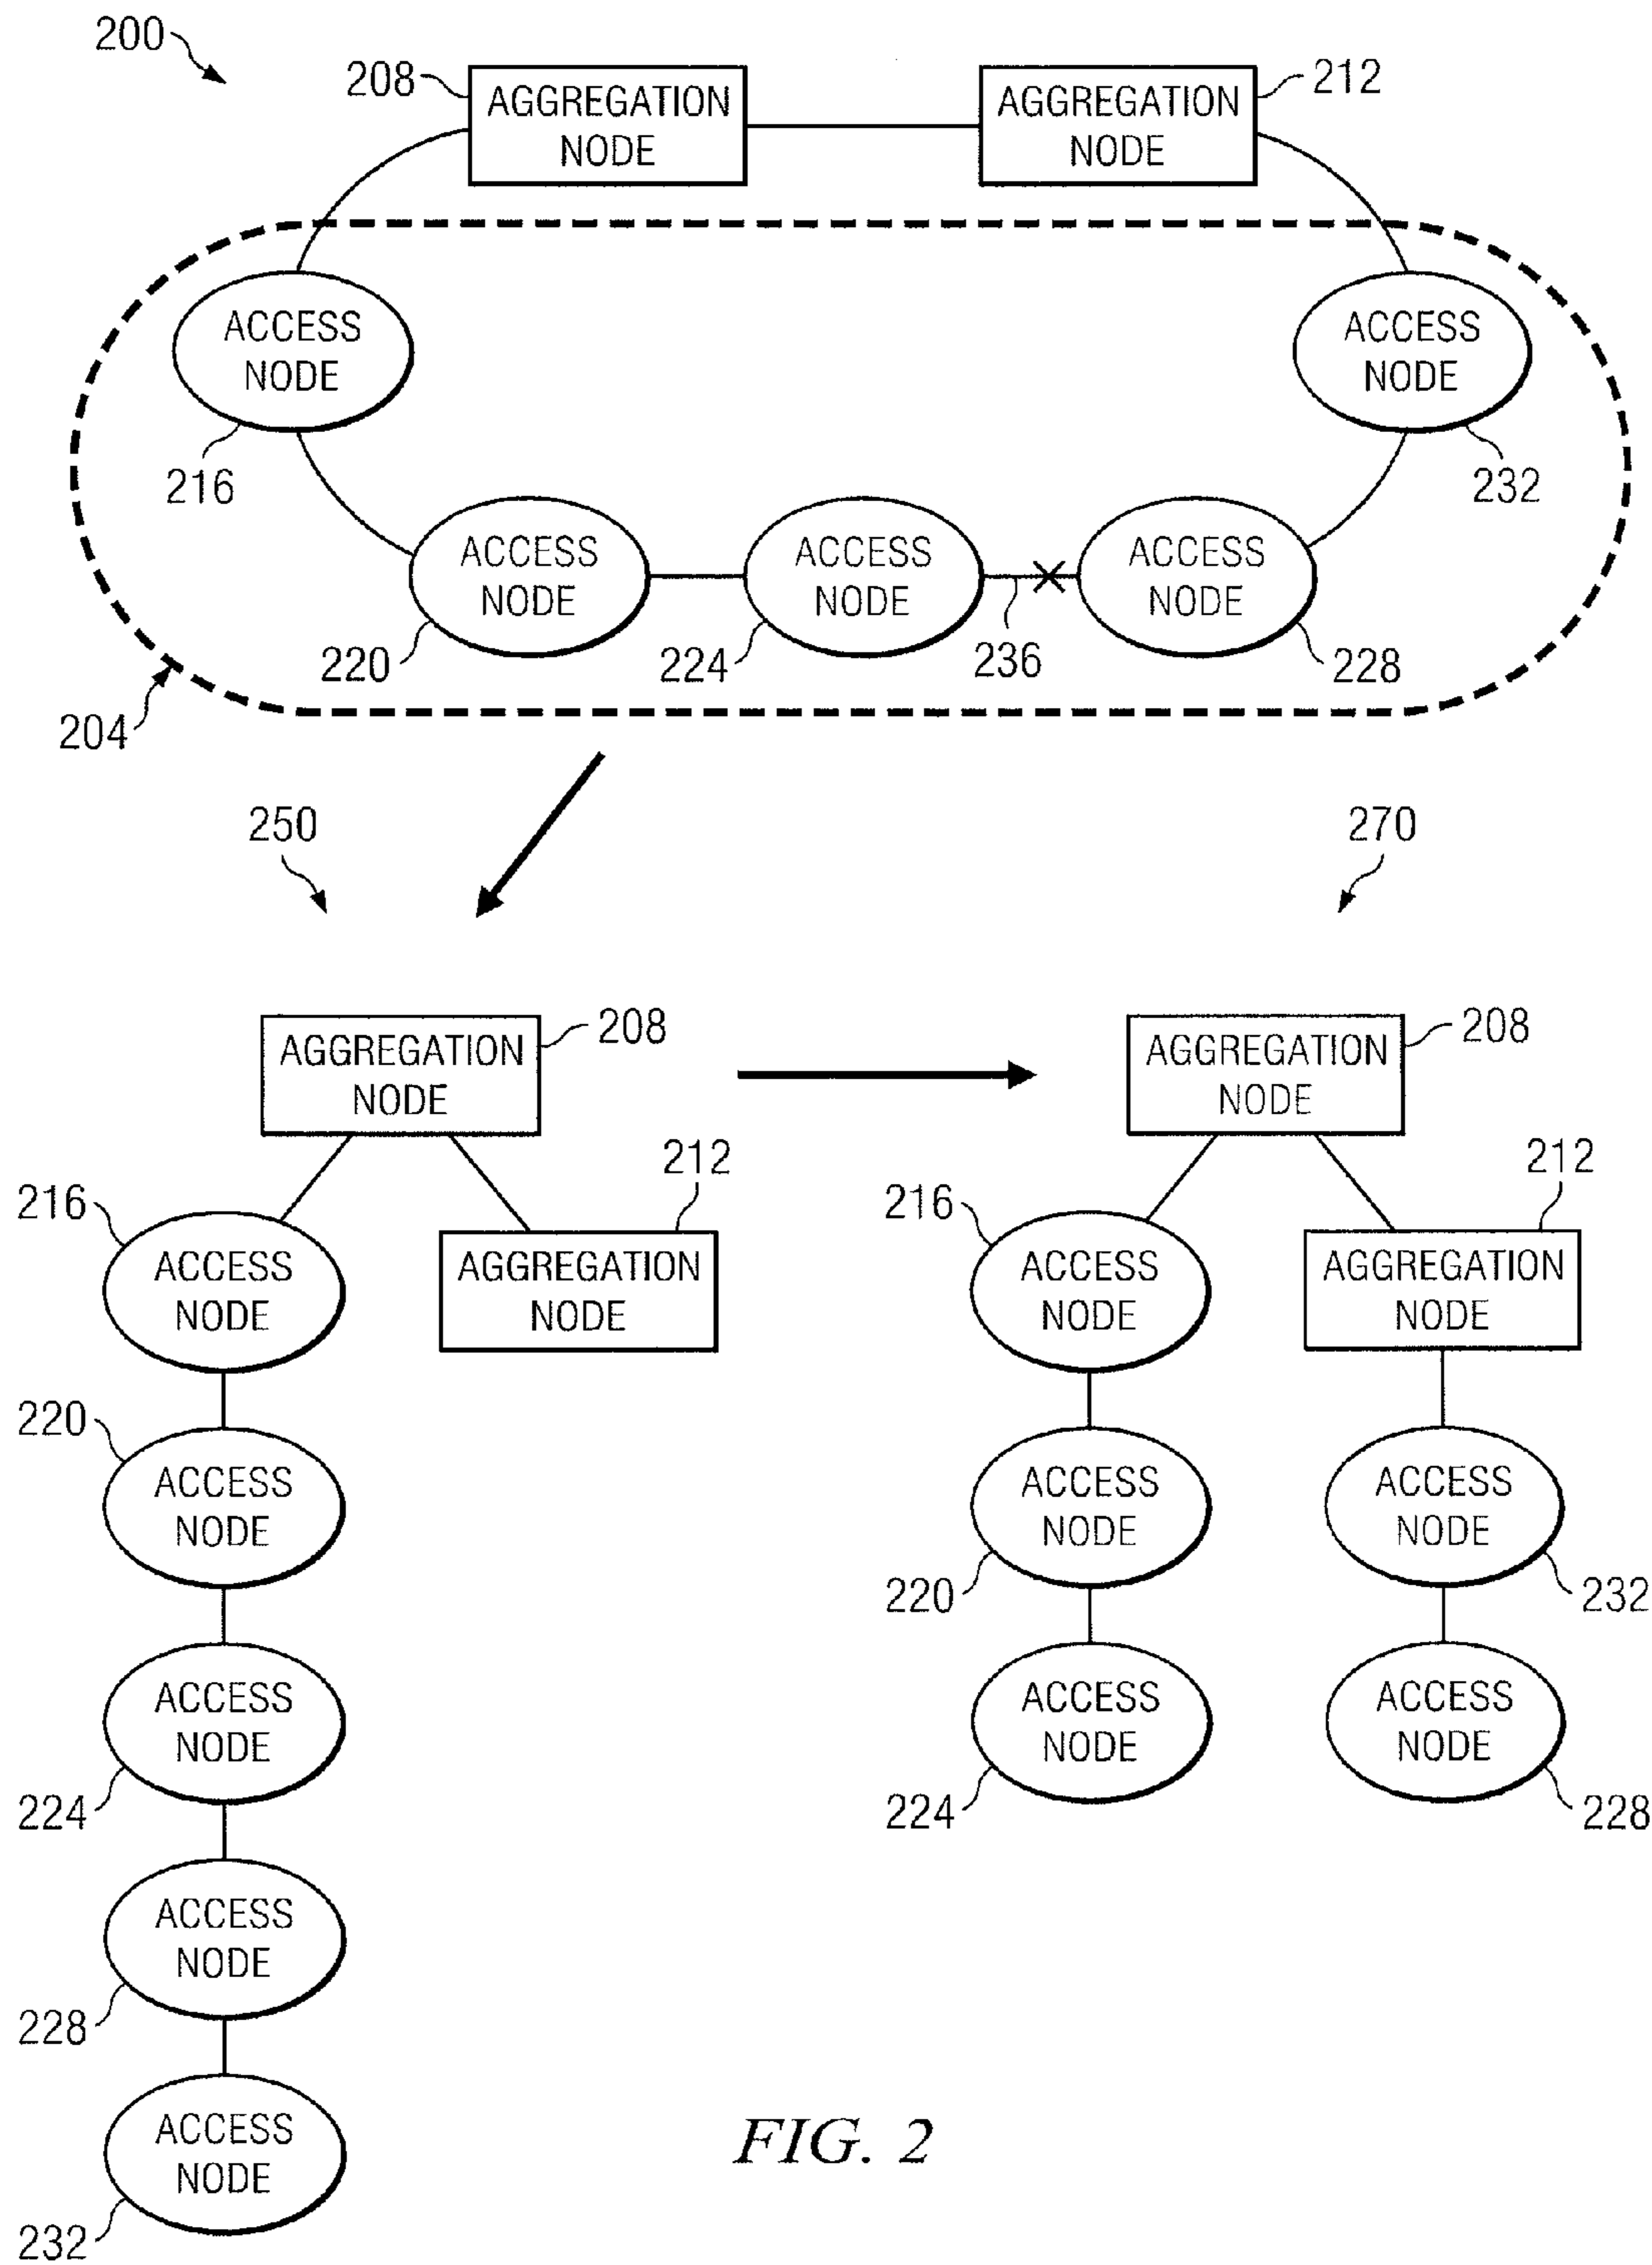 200
208
AGGREGATION
NODE
AGGREGATION
NODE
212
ACCESS
NODE
216
ACCESS
NODE
232
ACCESS
NODE
220
ACCESS
NODE
224
236
ACCESS
NODE
228
204
250
270
AGGREGATION
NODE
208
216
ACCESS
NODE
212
AGGREGATION
NODE
220
ACCESS
NODE
ACCESS
NODE
224
ACCESS
NODE
228
ACCESS
NODE
232
AGGREGATION
NODE
208
216
ACCESS
NODE
212
AGGREGATION
NODE
ACCESS
NODE
220
ACCESS
NODE
232
ACCESS
NODE
224
ACCESS
NODE
228
FIG. 2